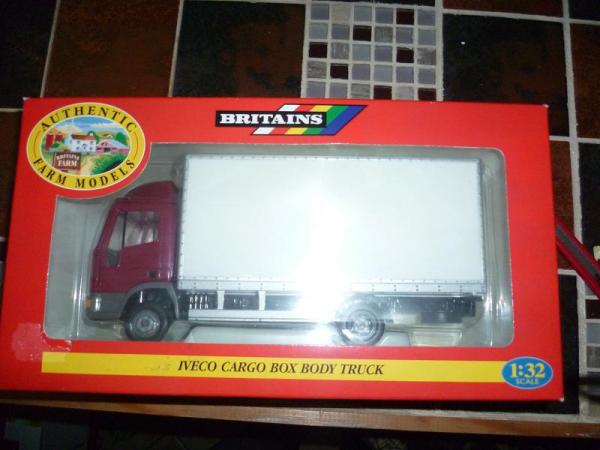 AUTHENTIC
BRITAINS
BRITAINS
FARM
FARM MODELS
IVECO CARGO BOX BODY TRUCK
1:32
SCALE